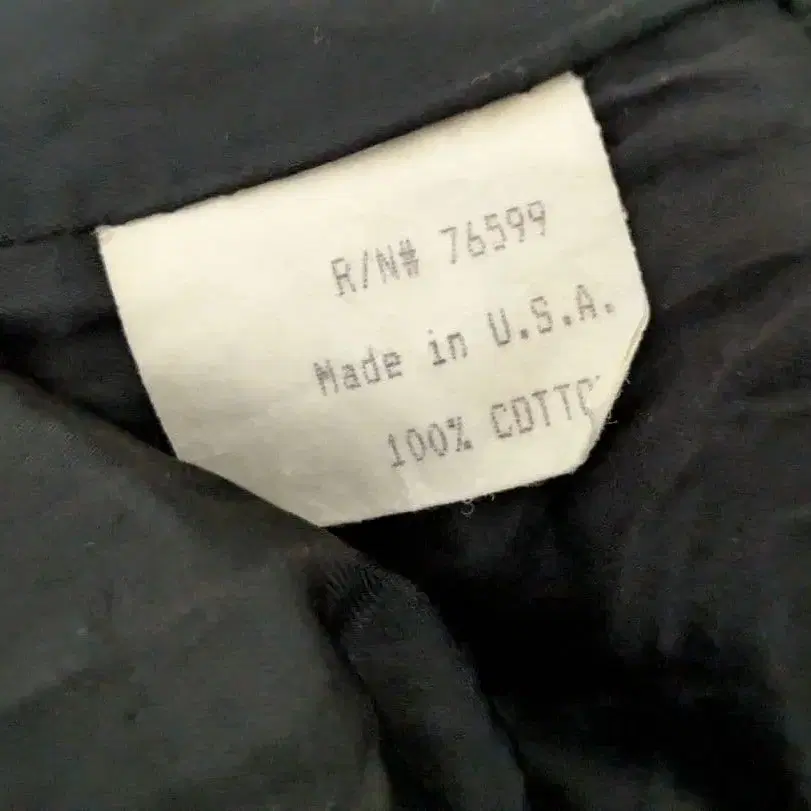 R/N# 76599
Made in U.S.A.
100% COTTO